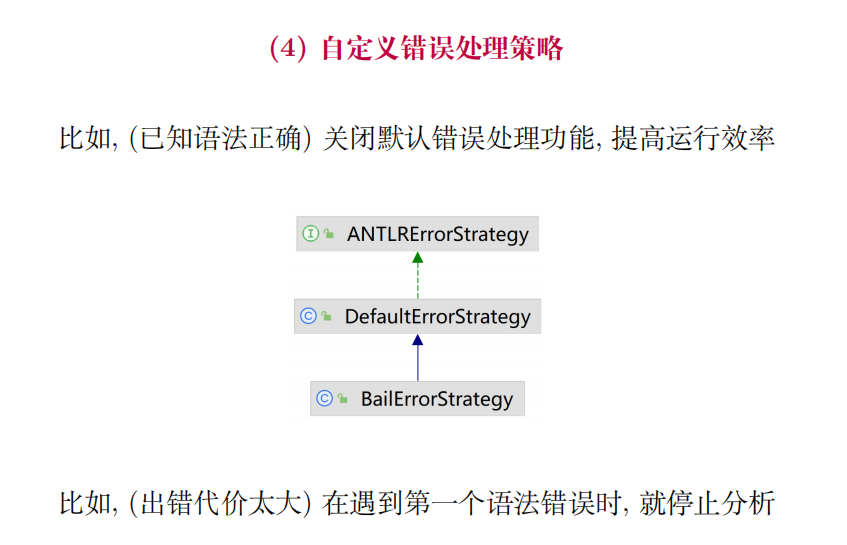 (4) 自定义错误处理策略
比如, (已知语法正确) 关闭默认错误处理功能, 提高运行效率
I ANTLRErrorStrategy
C DefaultErrorStrategy
C BailErrorStrategy
比如, (出错代价太大) 在遇到第一个语法错误时, 就停止分析